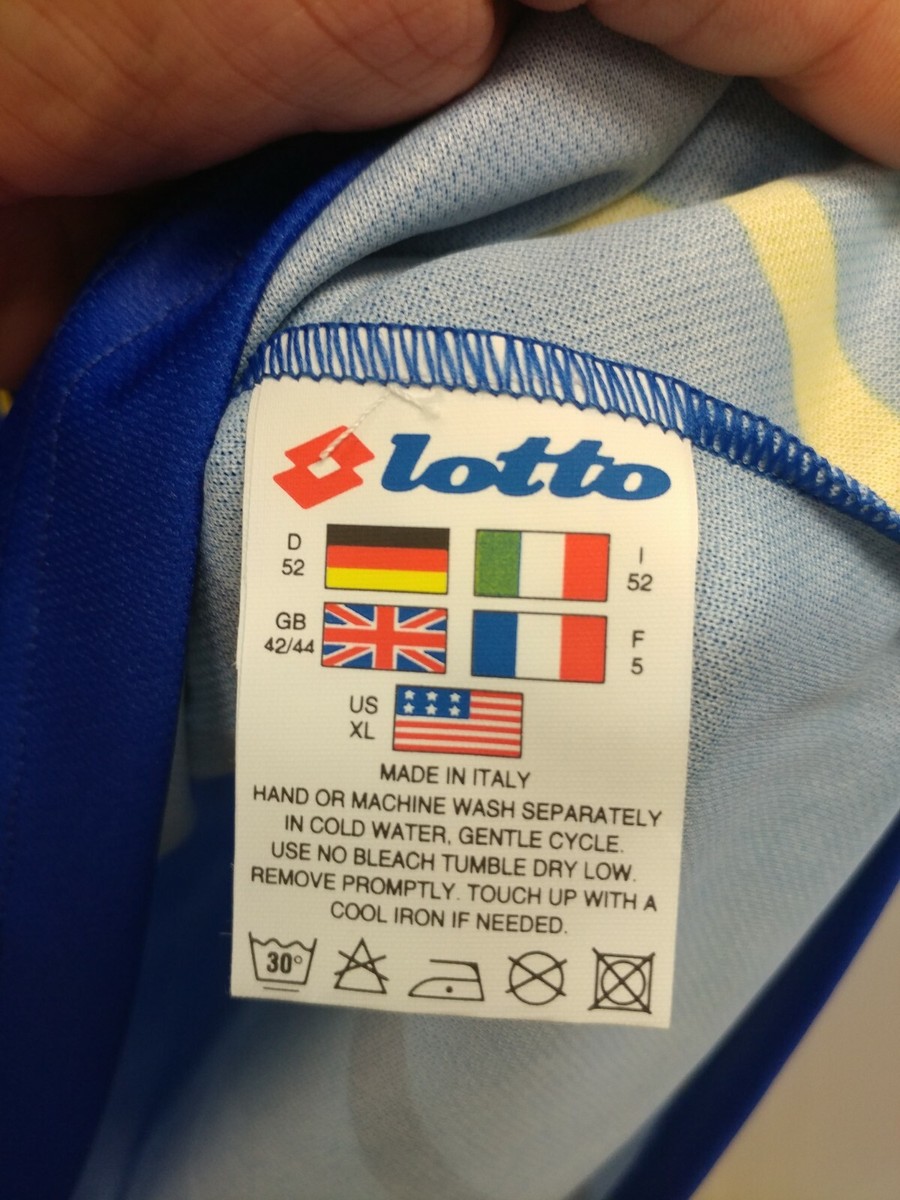 lotto
D
52
I
52
GB
42/44
F
5
US
XL
MADE IN ITALY
HAND OR MACHINE WASH SEPARATELY
IN COLD WATER, GENTLE CYCLE.
USE NO BLEACH TUMBLE DRY LOW.
REMOVE PROMPTLY. TOUCH UP WITH A
COOL IRON IF NEEDED.
30°